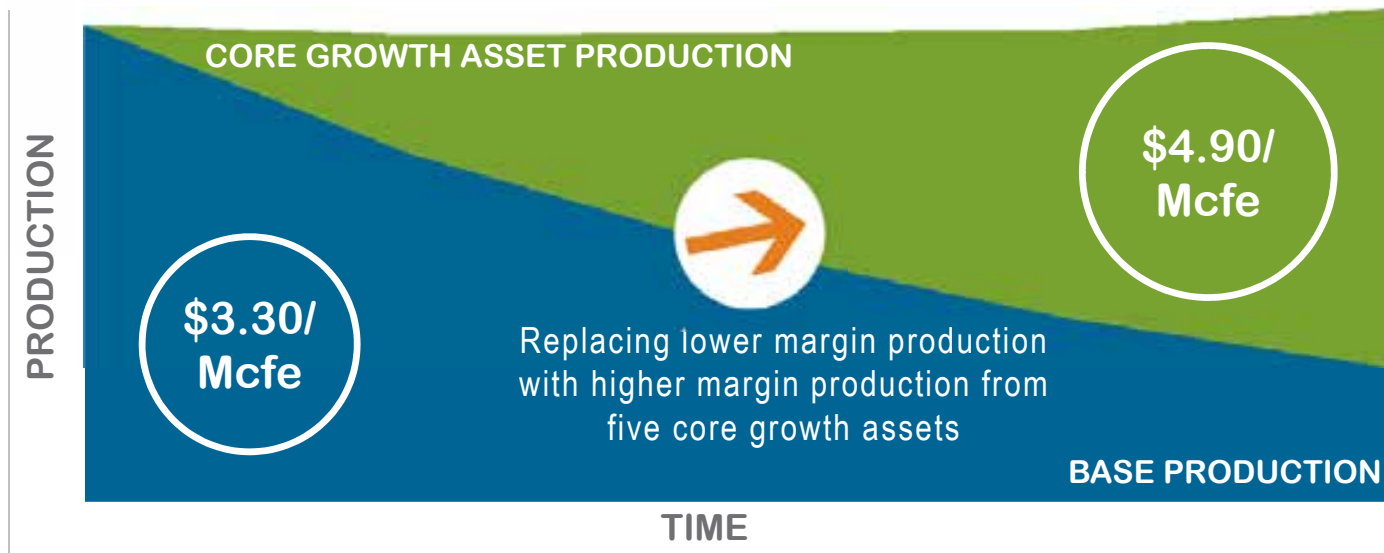 CORE GROWTH ASSET PRODUCTION
$4.90/
Mcfe
PRODUCTION
$3.30/
Mcfe
Replacing lower margin production
with higher margin production from
five core growth assets
BASE PRODUCTION
TIME